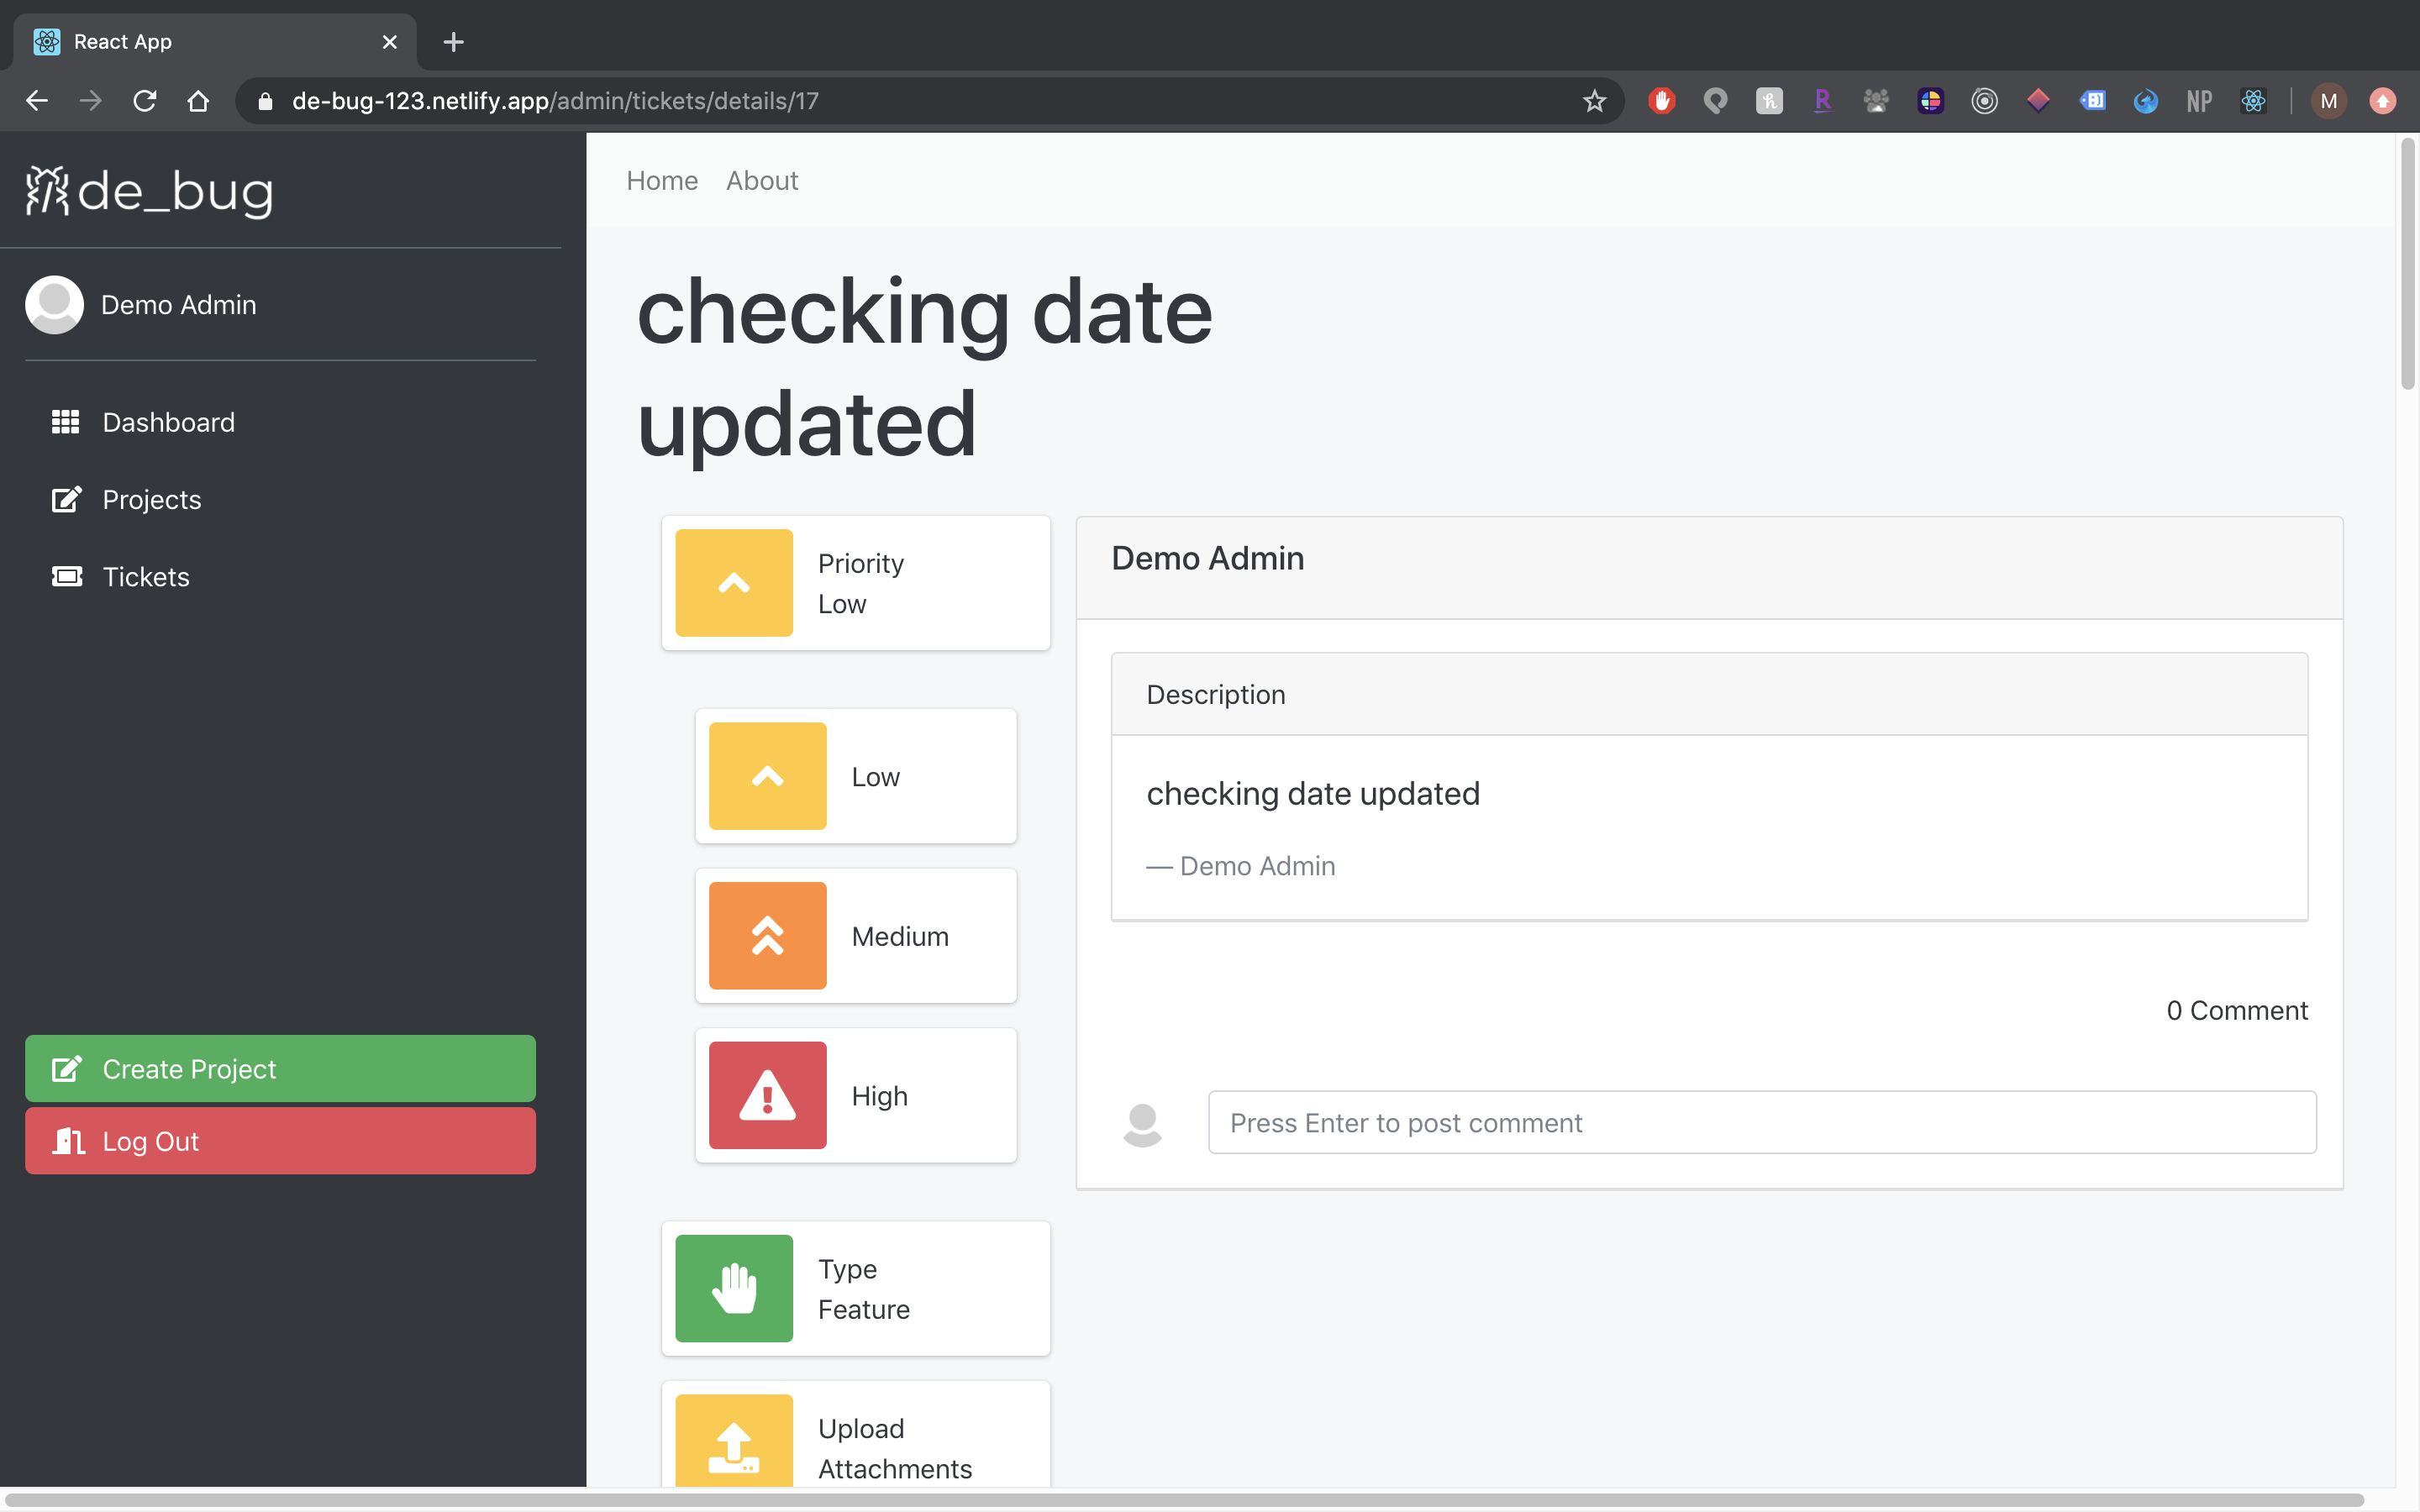 React App
de-bug-123.netlify.app/admin/tickets/details/17
NP
M
de_bug
Demo Admin
Dashboard
Projects
Tickets
Create Project
Log Out
Home About
checking date
updated
Priority
Low
Low
Medium
High
Type
Feature
Upload
Attachments
Demo Admin
Description
checking date updated
— Demo Admin
0 Comment
Press Enter to post comment